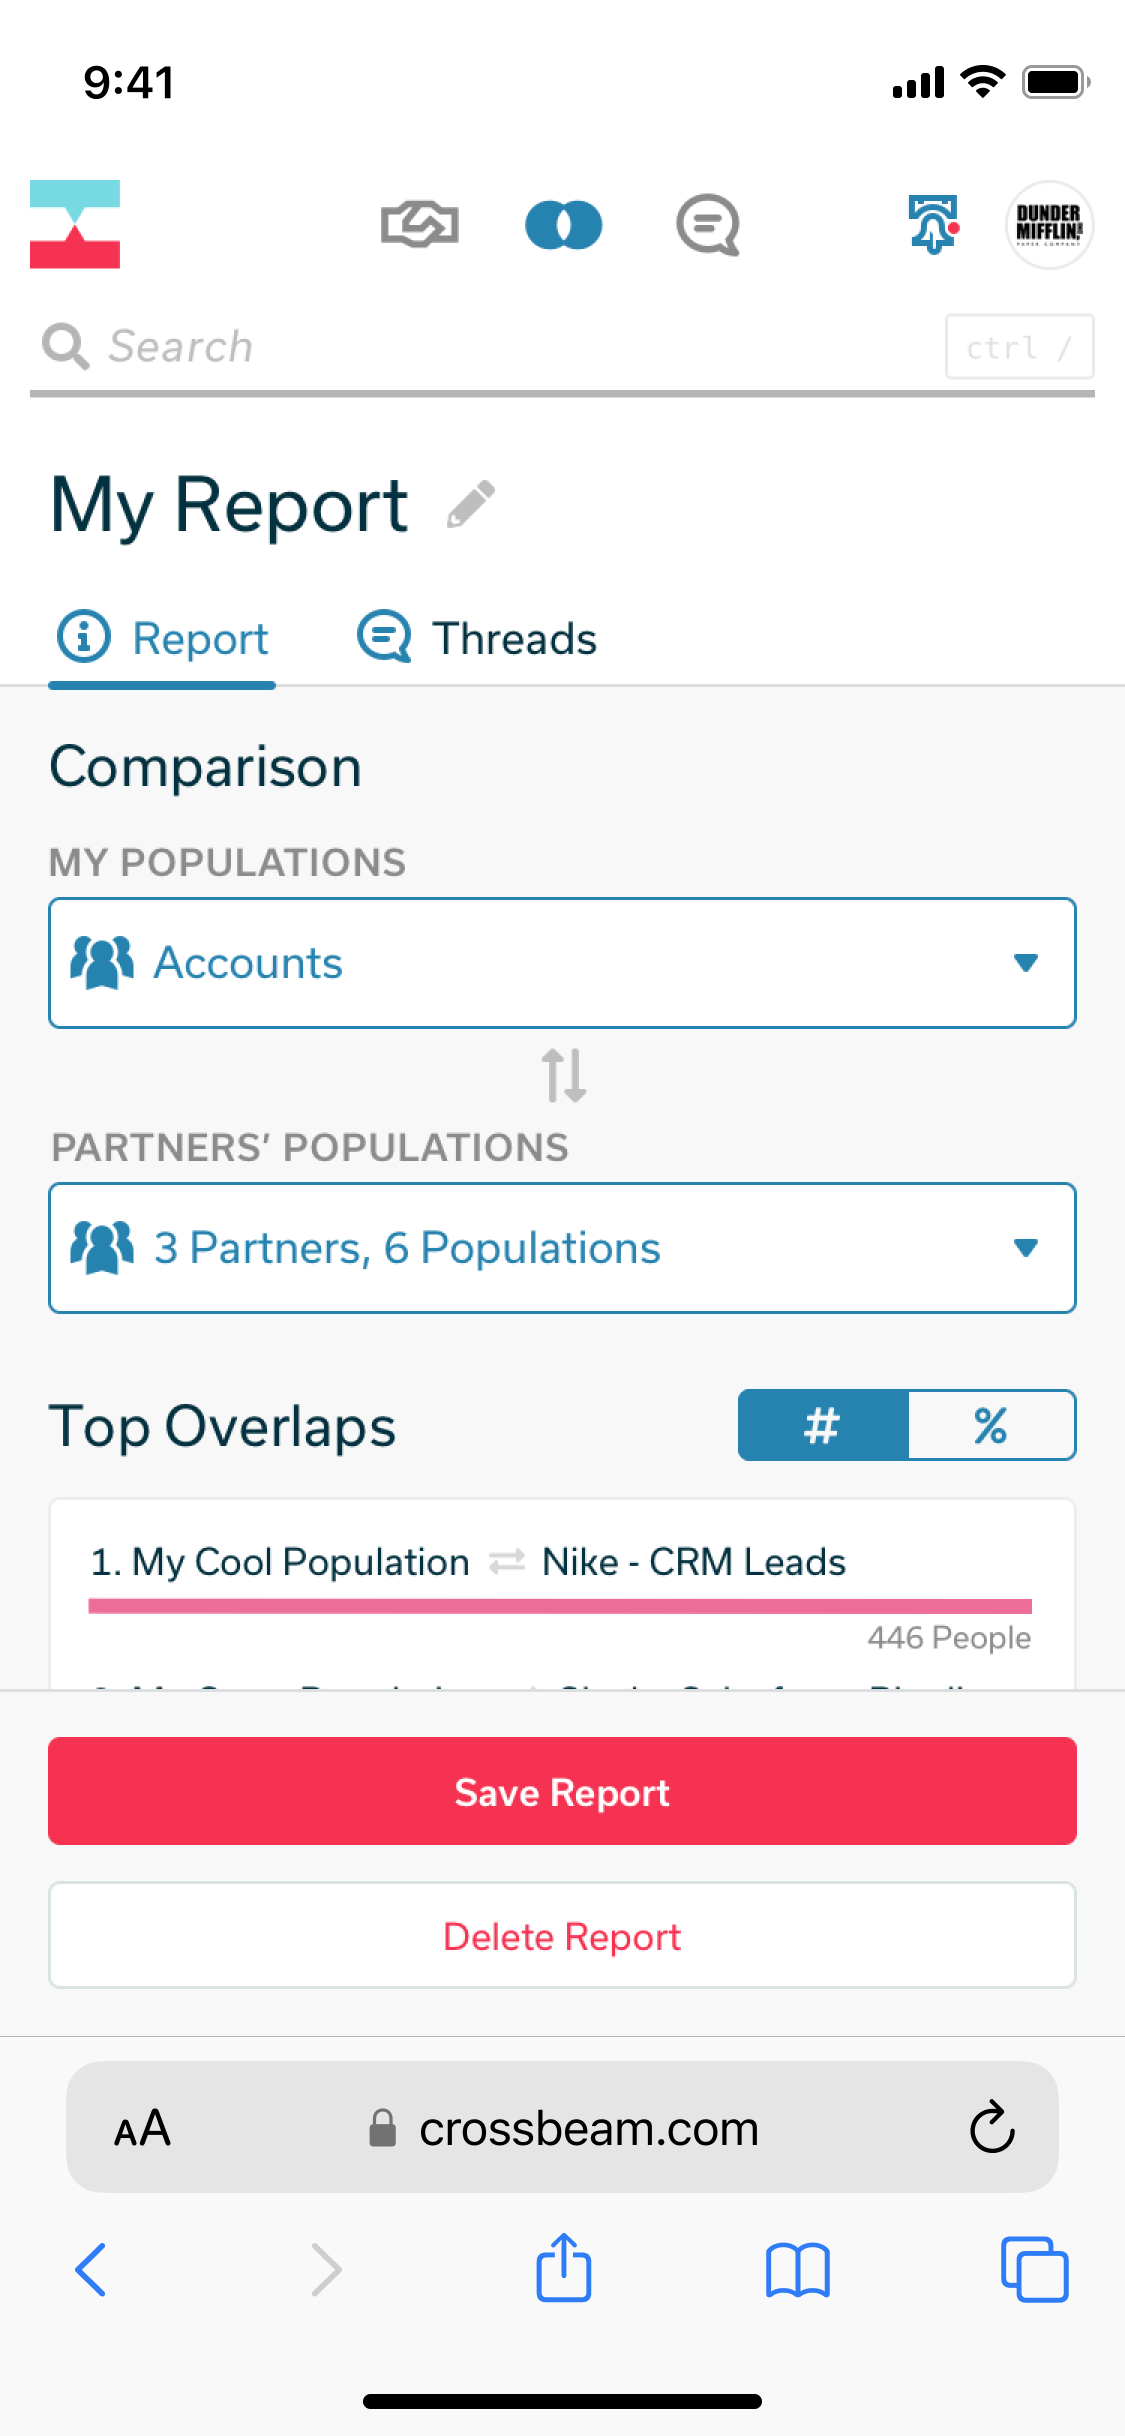 9:41
DUNDER
MIFFLIN
PAPER COMPANY
Search
ctrl /
My Report
Report
Threads
Comparison
MY POPULATIONS
Accounts
PARTNERS' POPULATIONS
3 Partners, 6 Populations
Top Overlaps
#
%
1. My Cool Population
Nike - CRM Leads
446 People
Save Report
Delete Report
AA
crossbeam.com